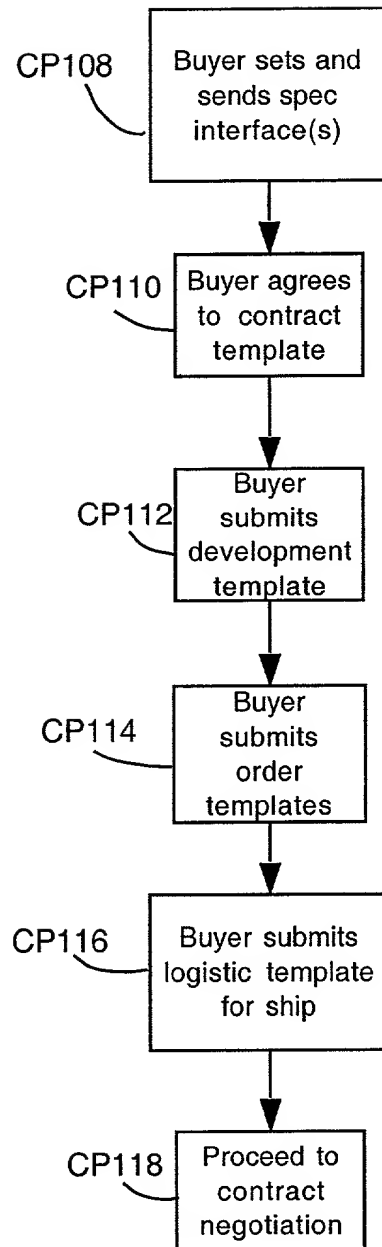 CP108
Buyer sets and
sends spec
interface(s)
CP110
Buyer agrees
to contract
template
CP112
Buyer
submits
development
template
CP114
Buyer
submits
order
templates
CP116
Buyer submits
logistic template
for ship
CP118
Proceed to
contract
negotiation